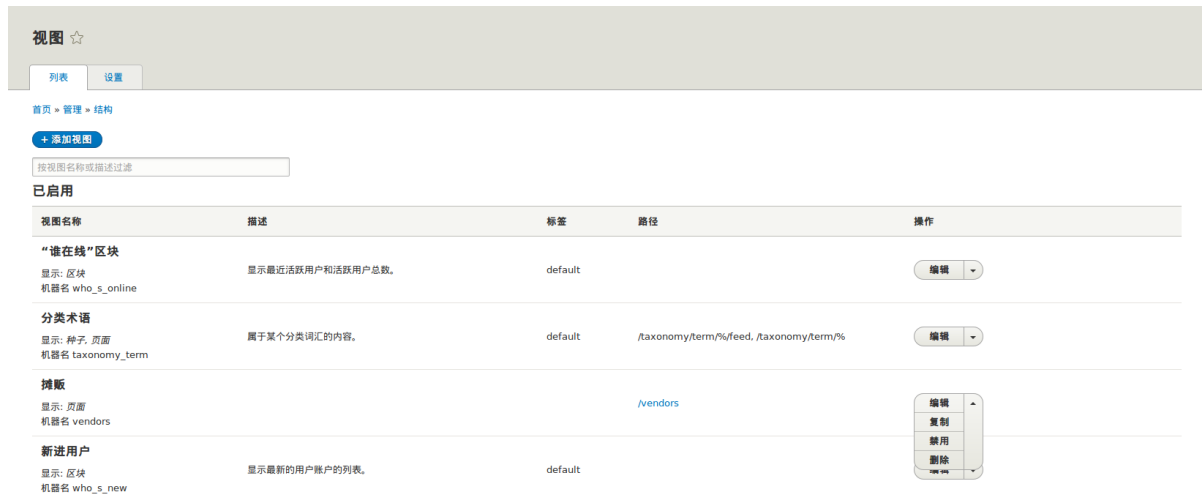 视图
列表 设置
首页 » 管理 » 结构
+ 添加视图
按视图名称或描述过滤
已启用
视图名称 描述 标签 路径 操作
“谁在线”区块
显示: 区块
机器名 who_s_online
显示最近活跃用户和活跃用户总数。 default 编辑
分类术语
显示: 种子, 页面
机器名 taxonomy_term
属于某个分类词汇的内容。 default /taxonomy/term/%/feed, /taxonomy/term/% 编辑
摊贩
显示: 页面
机器名 vendors
/vendors 编辑
复制
禁用
删除
新进用户
显示: 区块
机器名 who_s_new
显示最新的用户账户的列表。 default 编辑